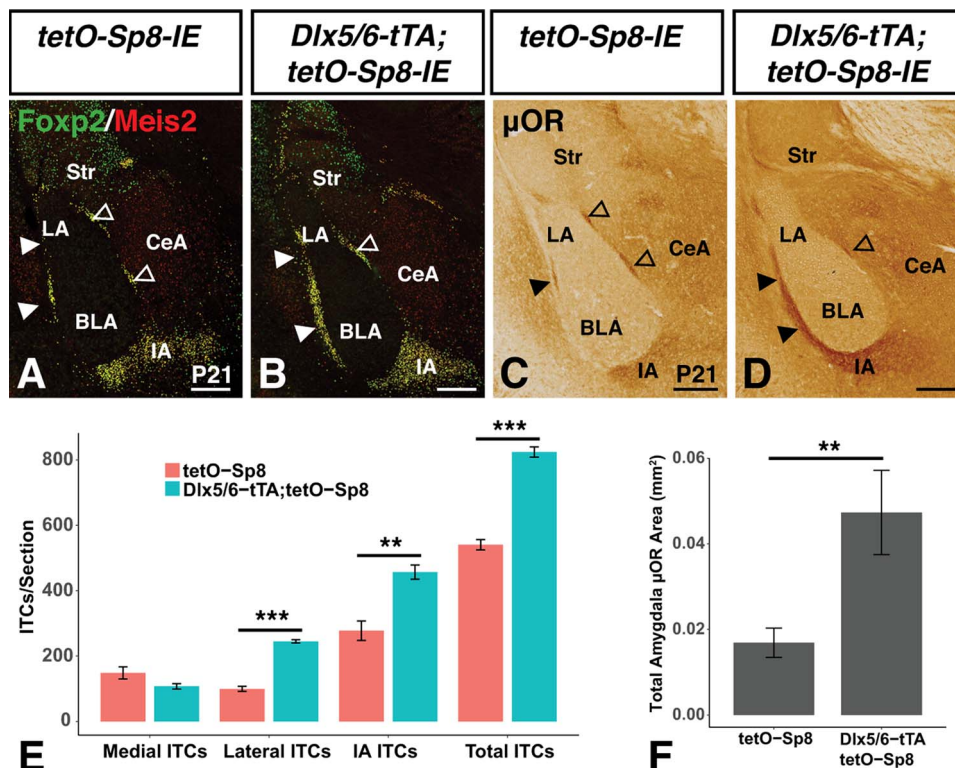 tetO-Sp8-IE
Dlx5/6-tTA;
tetO-Sp8-IE
tetO-Sp8-IE
Dlx5/6-tTA;
tetO-Sp8-IE
Foxp2/Meis2
Str
LA
CeA
BLA
IA
A
P21
Str
LA
CeA
BLA
IA
B
µOR
Str
LA
CeA
BLA
IA
C
P21
Str
LA
CeA
BLA
IA
D
ITCs/Section
800
600
400
200
0
tetO−Sp8
Dlx5/6−tTA;tetO−Sp8
***
**
***
Medial ITCs
Lateral ITCs
IA ITCs
Total ITCs
E
Total Amygdala µOR Area (mm²)
0.06
0.04
0.02
0.00
**
tetO−Sp8
Dlx5/6−tTA
tetO−Sp8
F